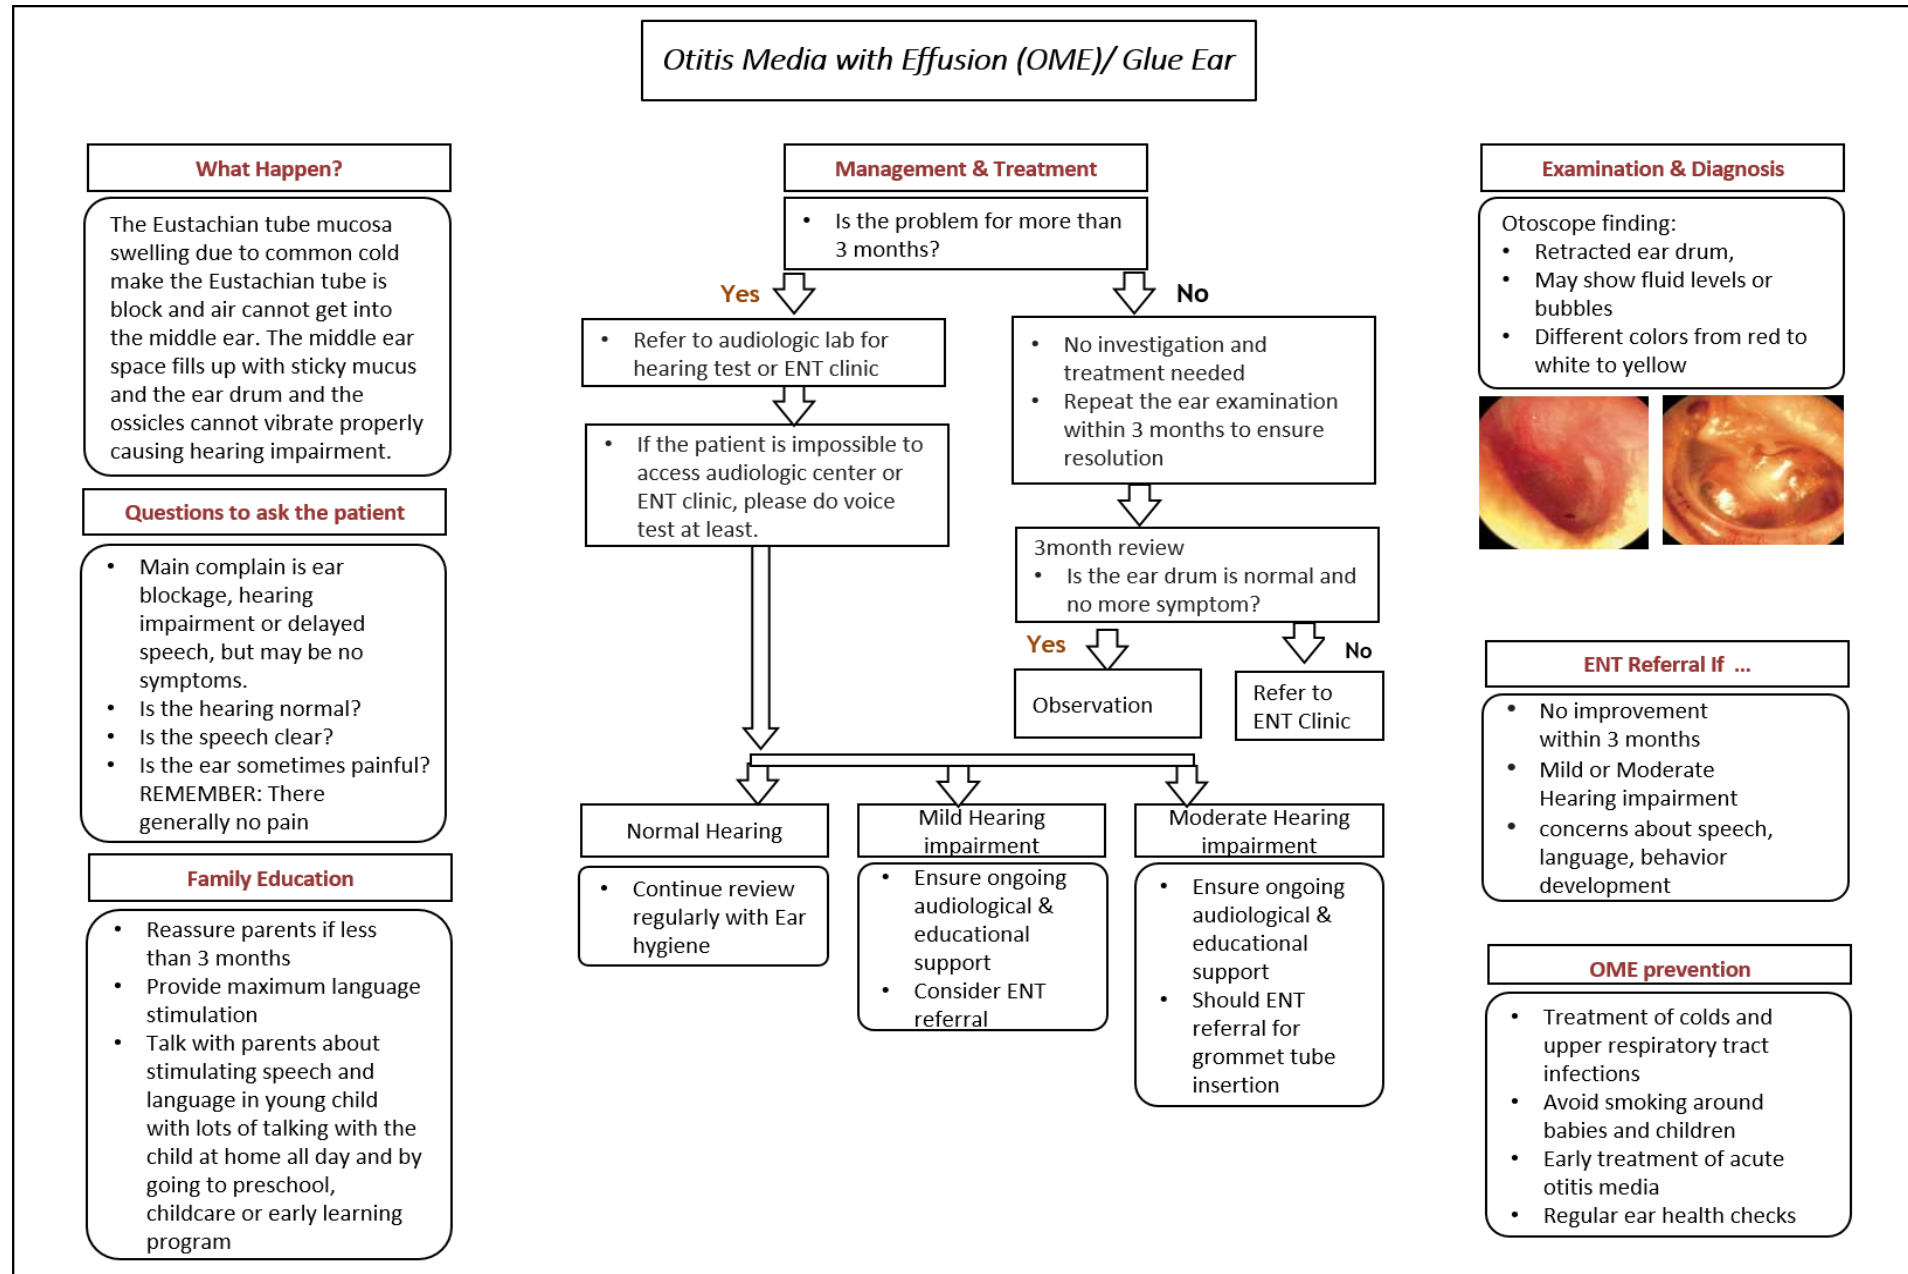 Otitis Media with Effusion (OME)/ Glue Ear
What Happen?
The Eustachian tube mucosa
swelling due to common cold
make the Eustachian tube is
block and air cannot get into
the middle ear. The middle ear
space fills up with sticky mucus
and the ear drum and the
ossicles cannot vibrate properly
causing hearing impairment.
Questions to ask the patient
• Main complain is ear
blockage, hearing
impairment or delayed
speech, but may be no
symptoms.
• Is the hearing normal?
• Is the speech clear?
• Is the ear sometimes painful?
REMEMBER: There
generally no pain
Family Education
• Reassure parents if less
than 3 months
• Provide maximum language
stimulation
• Talk with parents about
stimulating speech and
language in young child
with lots of talking with the
child at home all day and by
going to preschool,
childcare or early learning
program
Management & Treatment
• Is the problem for more than
3 months?
Yes
No
• Refer to audiologic lab for
hearing test or ENT clinic
• If the patient is impossible to
access audiologic center or
ENT clinic, please do voice
test at least.
• No investigation and
treatment needed
• Repeat the ear examination
within 3 months to ensure
resolution
3month review
• Is the ear drum is normal and
no more symptom?
Yes
No
Observation
Refer to
ENT Clinic
Normal Hearing
• Continue review
regularly with Ear
hygiene
Mild Hearing
impairment
• Ensure ongoing
audiological &
educational
support
• Consider ENT
referral
Moderate Hearing
impairment
• Ensure ongoing
audiological &
educational
support
• Should ENT
referral for
grommet tube
insertion
Examination & Diagnosis
Otoscope finding:
• Retracted ear drum,
• May show fluid levels or
bubbles
• Different colors from red to
white to yellow
ENT Referral If ...
• No improvement
within 3 months
• Mild or Moderate
Hearing impairment
• concerns about speech,
language, behavior
development
OME prevention
• Treatment of colds and
upper respiratory tract
infections
• Avoid smoking around
babies and children
• Early treatment of acute
otitis media
• Regular ear health checks